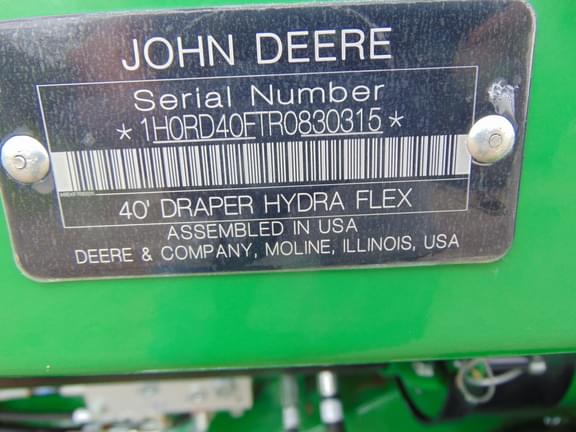 JOHN DEERE
Serial Number
*1H0RD40FTR0830315*
40' DRAPER HYDRA FLEX
ASSEMBLED IN USA
DEERE & COMPANY, MOLINE, ILLINOIS, USA